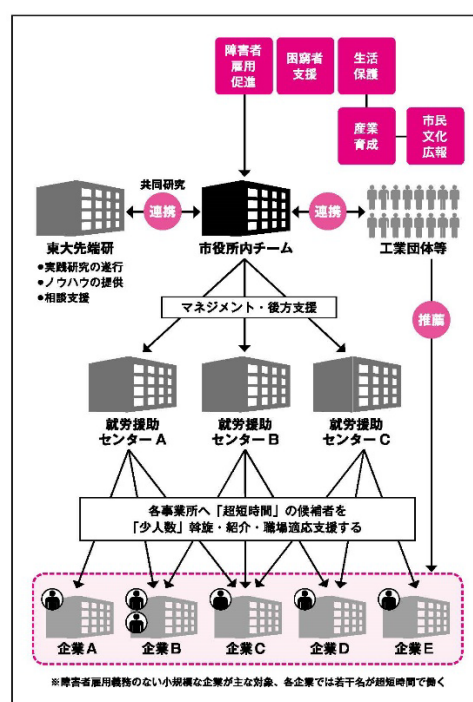 障害者
雇用
促進
困窮者
支援
生活
保護
産業
育成
市民
文化
広報
共同研究
連携
連携
東大先端研
●実践研究の遂行
●ノウハウの提供
●相談支援
市役所内チーム
工業団体等
マネジメント・後方支援
推薦
就労援助
センターA
就労援助
センターB
就労援助
センターC
各事業所へ「超短時間」の候補者を
「少人数」斡旋・紹介・職場適応支援する
企業A
企業B
企業C
企業D
企業E
※障害者雇用義務のない小規模な企業が主な対象、各企業では若干名が超短時間で働く